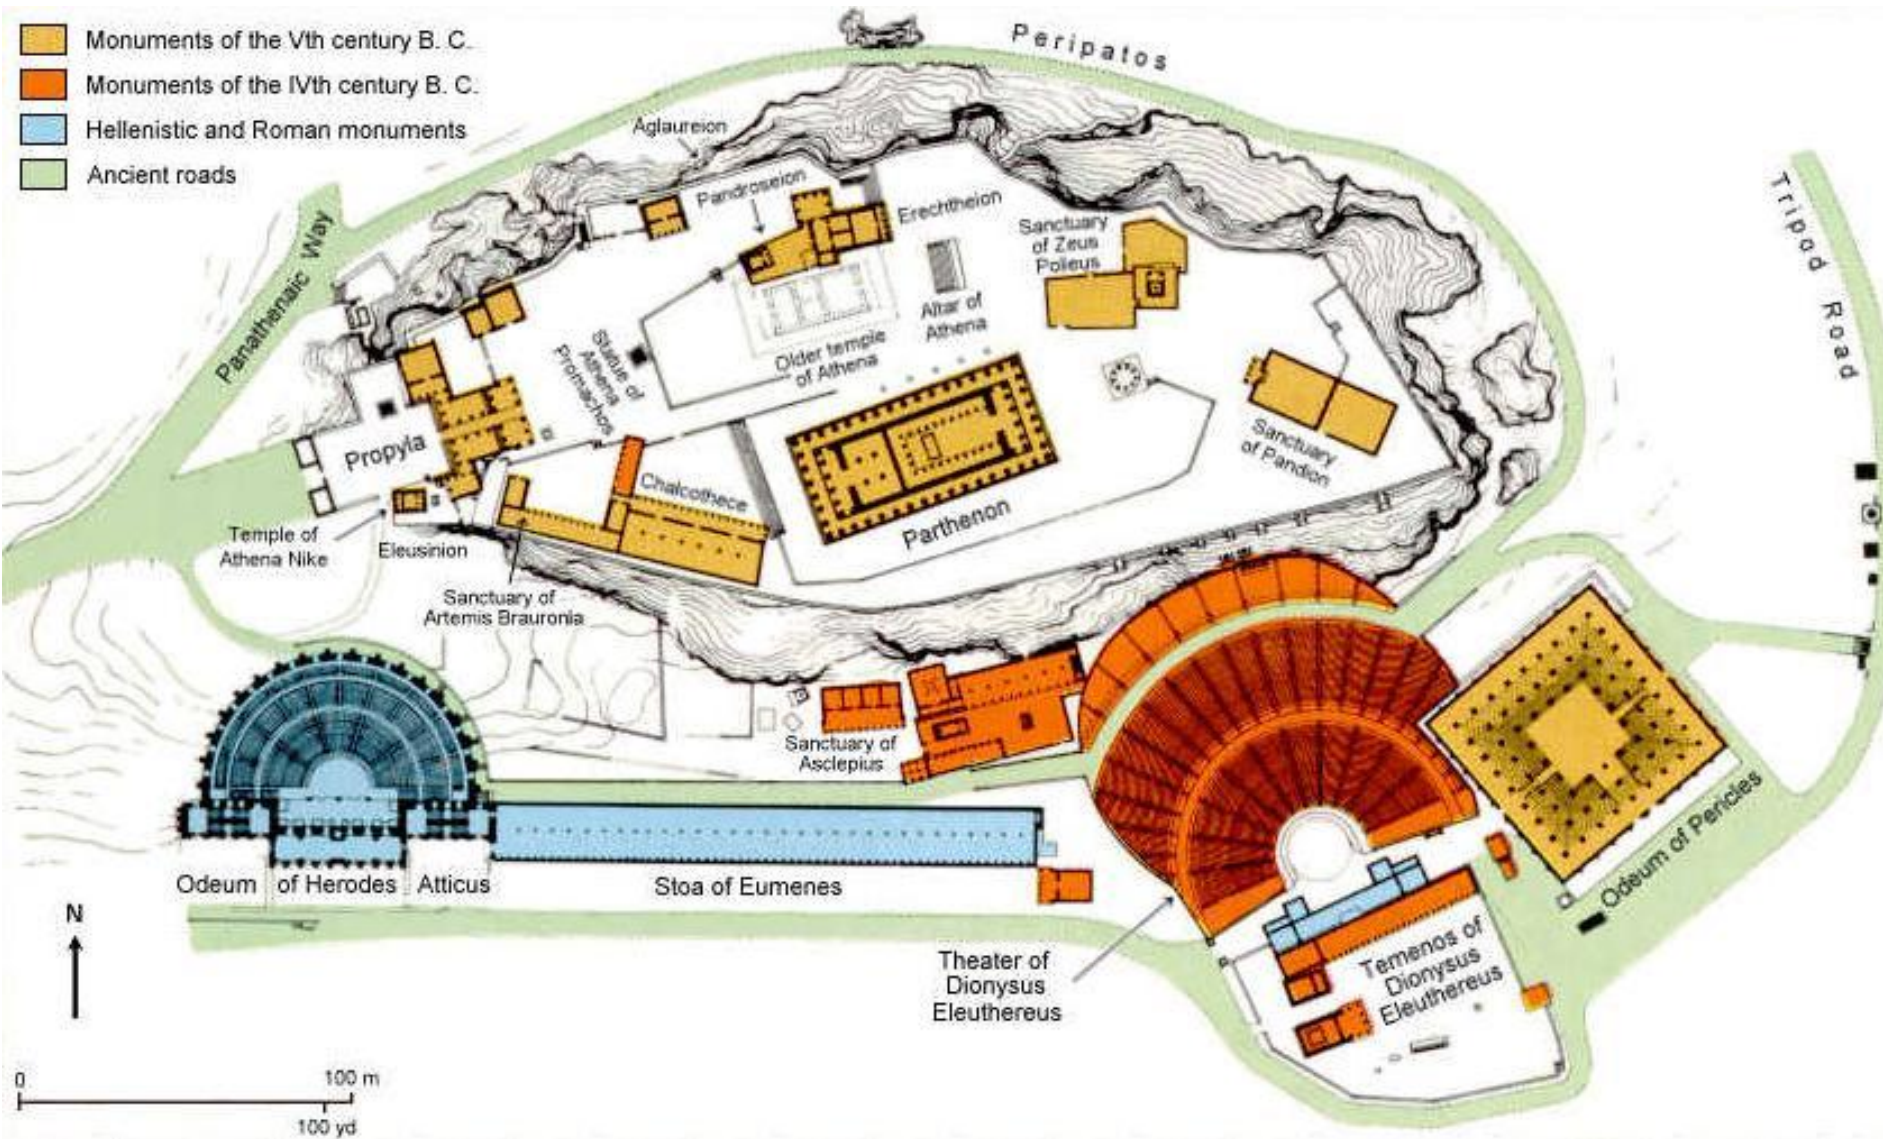 Monuments of the Vth century B. C.
Monuments of the IVth century B. C.
Hellenistic and Roman monuments
Ancient roads
Peripatos
Tripod Road
Panathenaic Way
Aglaureion
Pandroseion
Erechtheion
Sanctuary
of Zeus
Polieus
Altar of
Athena
Older temple
of Athena
Statue of
Athena
Promachos
Propyla
Chalcothece
Parthenon
Sanctuary
of Pandion
Temple of
Athena Nike
Eleusinion
Sanctuary of
Artemis Brauronia
Sanctuary of
Asclepius
Odeum of Herodes Atticus
Stoa of Eumenes
Odeum of Pericles
Theater of
Dionysus
Eleuthereus
Temenos of
Dionysus
Eleuthereus
N
0 100 m
100 yd